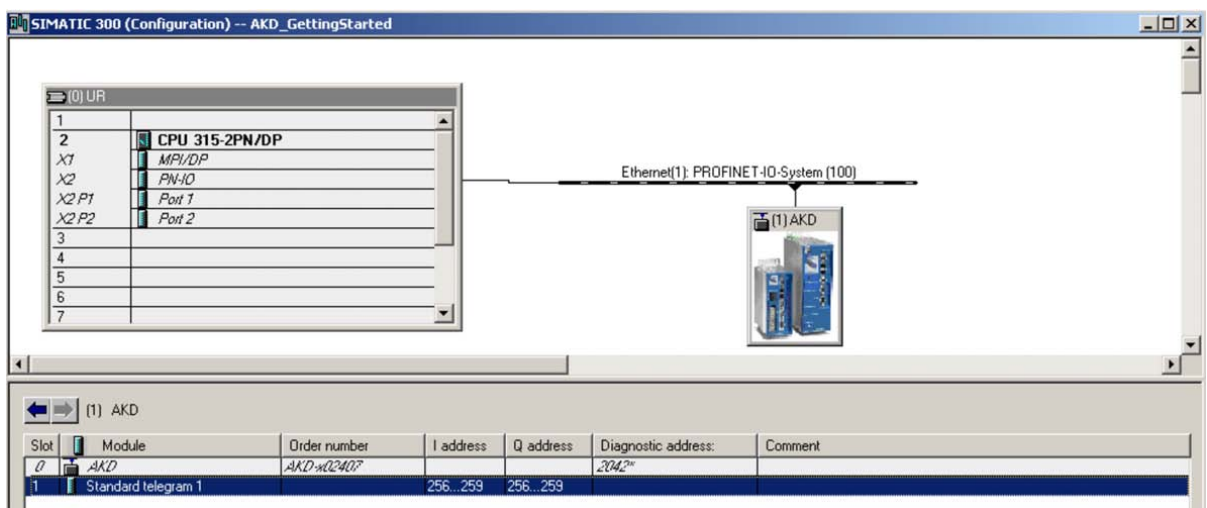 SIMATIC 300 (Configuration) -- AKD_GettingStarted
(0) UR
1
2 CPU 315-2PN/DP
X1 MPI/DP
X2 PN-IO
X2 P1 Port 1
X2 P2 Port 2
3
4
5
6
7
Ethernet(1): PROFINET-IO-System (100)
(1) AKD
(1) AKD
Slot Module Order number I address Q address Diagnostic address: Comment
0 AKD AKD-x02407 2042*
1 Standard telegram 1 256...259 256...259